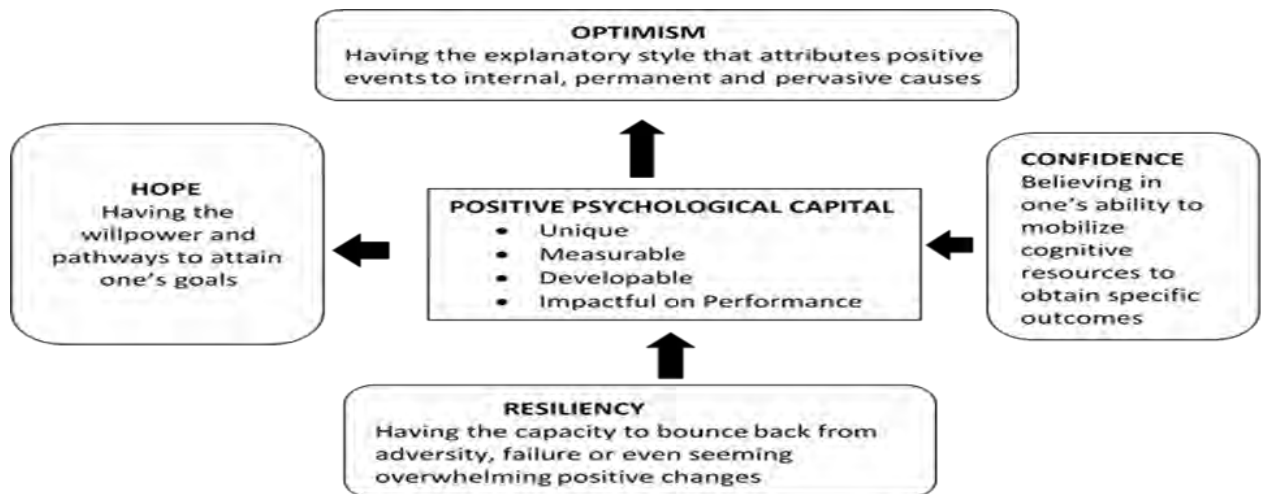 OPTIMISM
Having the explanatory style that attributes positive
events to internal, permanent and pervasive causes
HOPE
Having the
willpower and
pathways to attain
one's goals
POSITIVE PSYCHOLOGICAL CAPITAL
• Unique
• Measurable
• Developable
• Impactful on Performance
CONFIDENCE
Believing in
one's ability to
mobilize
cognitive
resources to
obtain specific
outcomes
RESILIENCY
Having the capacity to bounce back from
adversity, failure or even seeming
overwhelming positive changes